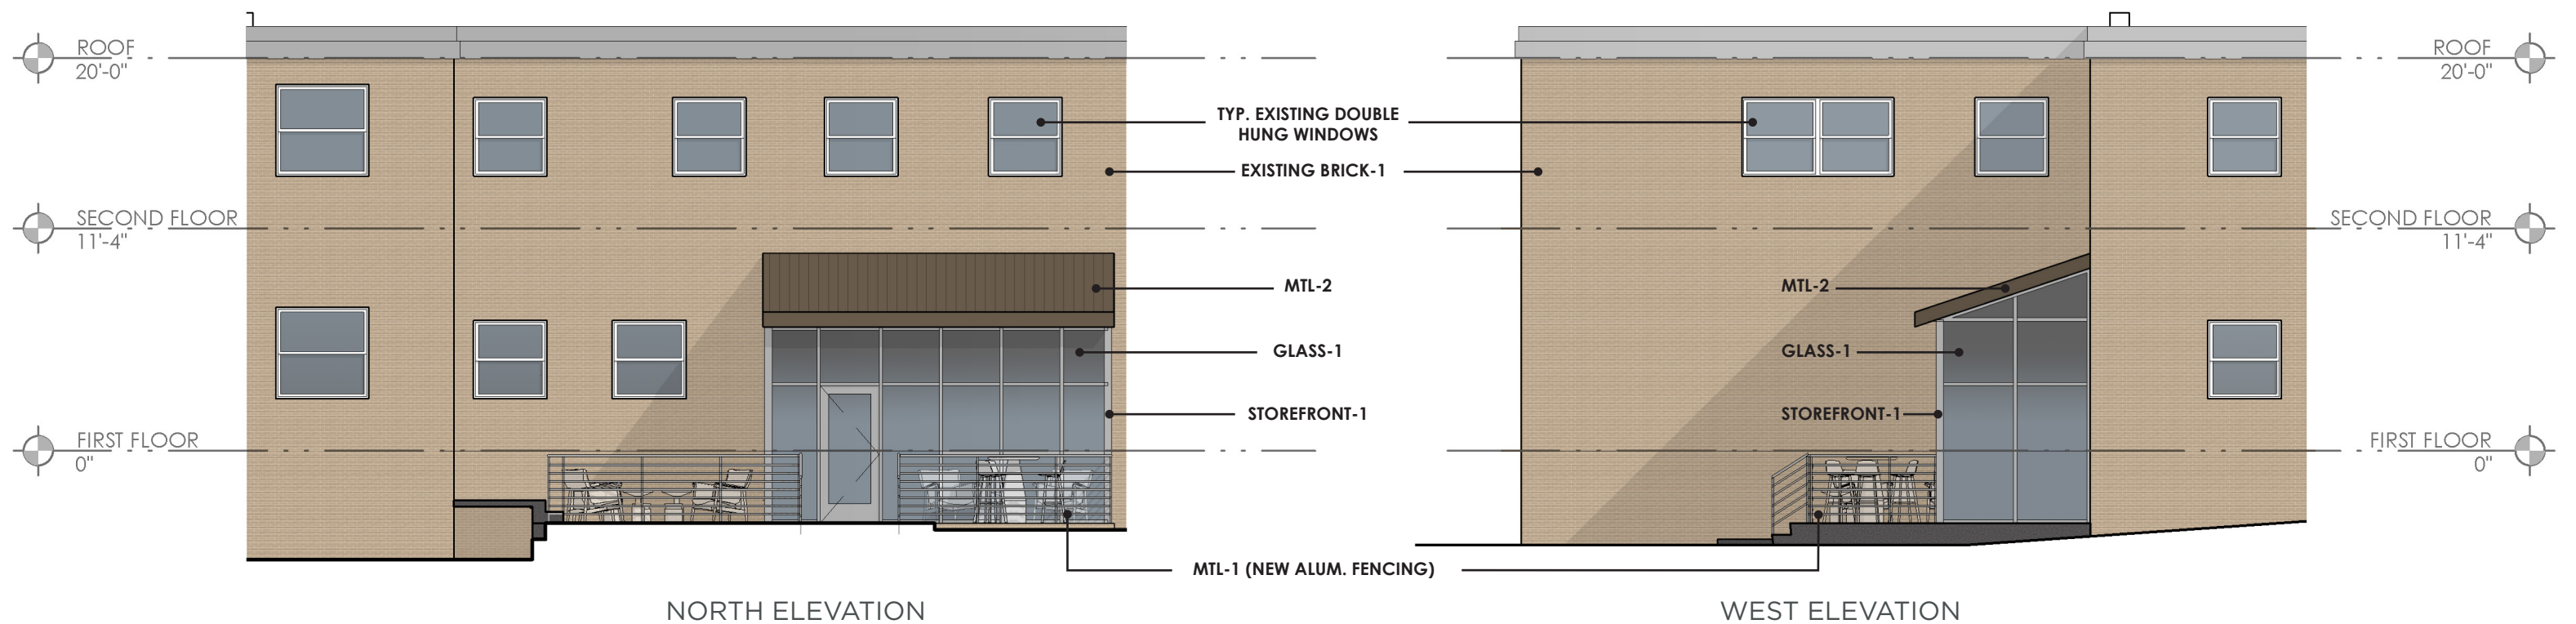 ROOF
20'-0"
SECOND FLOOR
11'-4"
FIRST FLOOR
0"
TYP. EXISTING DOUBLE
HUNG WINDOWS
EXISTING BRICK-1
MTL-2
GLASS-1
STOREFRONT-1
MTL-1 (NEW ALUM. FENCING)
NORTH ELEVATION
MTL-2
GLASS-1
STOREFRONT-1
WEST ELEVATION
ROOF
20'-0"
SECOND FLOOR
11'-4"
FIRST FLOOR
0"